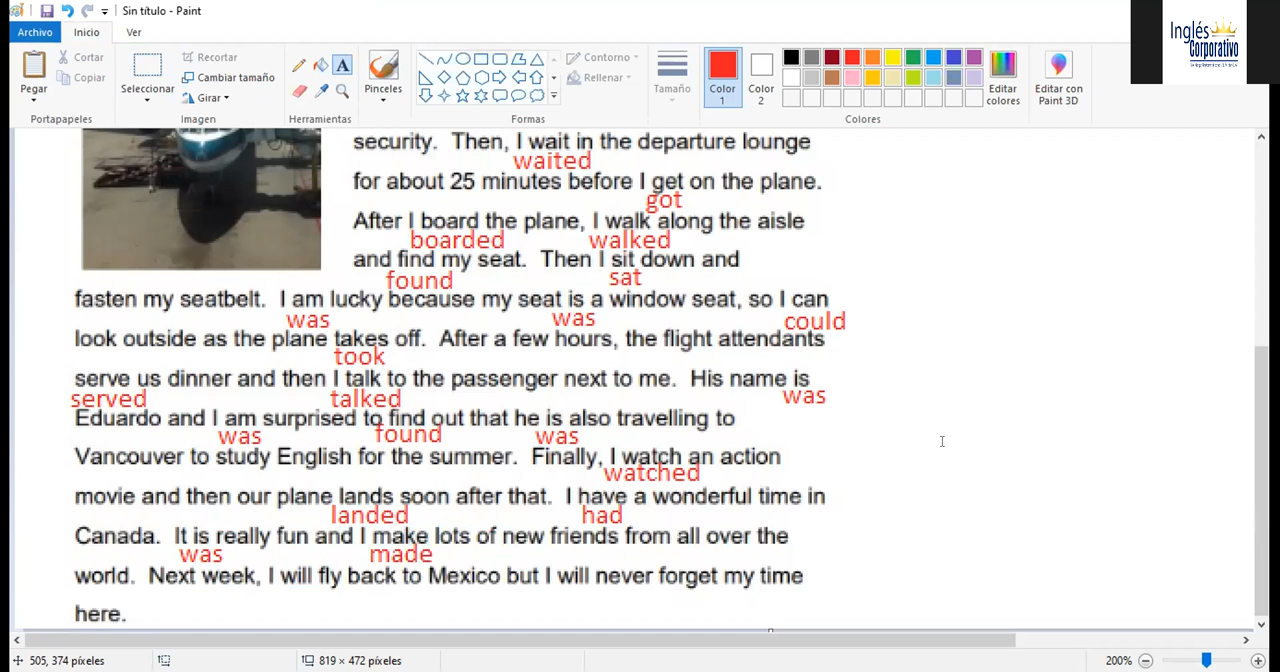 Sin título - Paint
Archivo Inicio Ver
Pegar
Cortar
Copiar
Portapapeles
Seleccionar
Recortar
Cambiar tamaño
Girar
Imagen
A
Herramientas
Pinceles
Contorno
Rellenar
Formas
Tamaño
Color 1
Color 2
Editar colores
Editar con Paint 3D
Colores
Inglés
Corporativo
security. Then, I wait in the departure lounge
waited
for about 25 minutes before I get on the plane.
got
After I board the plane, I walk along the aisle
boarded walked
and find my seat. Then I sit down and
found sat
fasten my seatbelt. I am lucky because my seat is a window seat, so I can
was was could
look outside as the plane takes off. After a few hours, the flight attendants
took
serve us dinner and then I talk to the passenger next to me. His name is
served talked was
Eduardo and I am surprised to find out that he is also travelling to
was found was
Vancouver to study English for the summer. Finally, I watch an action
watched
movie and then our plane lands soon after that. I have a wonderful time in
landed had
Canada. It is really fun and I make lots of new friends from all over the
was made
world. Next week, I will fly back to Mexico but I will never forget my time
here.
505, 374 píxeles
819 × 472 píxeles
200%